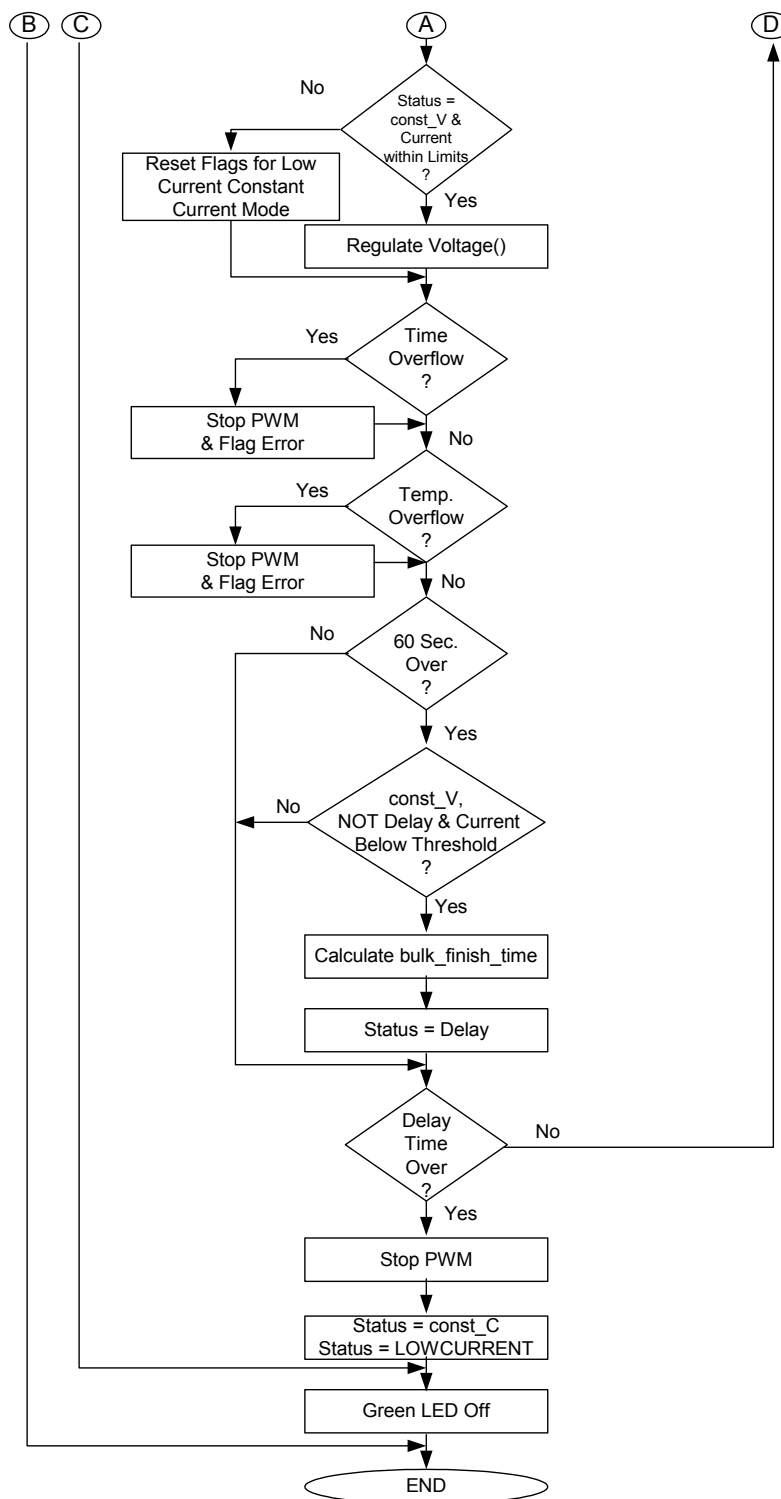 B
C
A
D
No
Status =
const_V &
Current
within Limits
?
Reset Flags for Low
Current Constant
Current Mode
Yes
Regulate Voltage()
Yes
Time
Overflow
?
Stop PWM
& Flag Error
No
Yes
Temp.
Overflow
?
Stop PWM
& Flag Error
No
No
60 Sec.
Over
?
Yes
No
const_V,
NOT Delay & Current
Below Threshold
?
Yes
Calculate bulk_finish_time
Status = Delay
Delay
Time
Over
?
No
Yes
Stop PWM
Status = const_C
Status = LOWCURRENT
Green LED Off
END